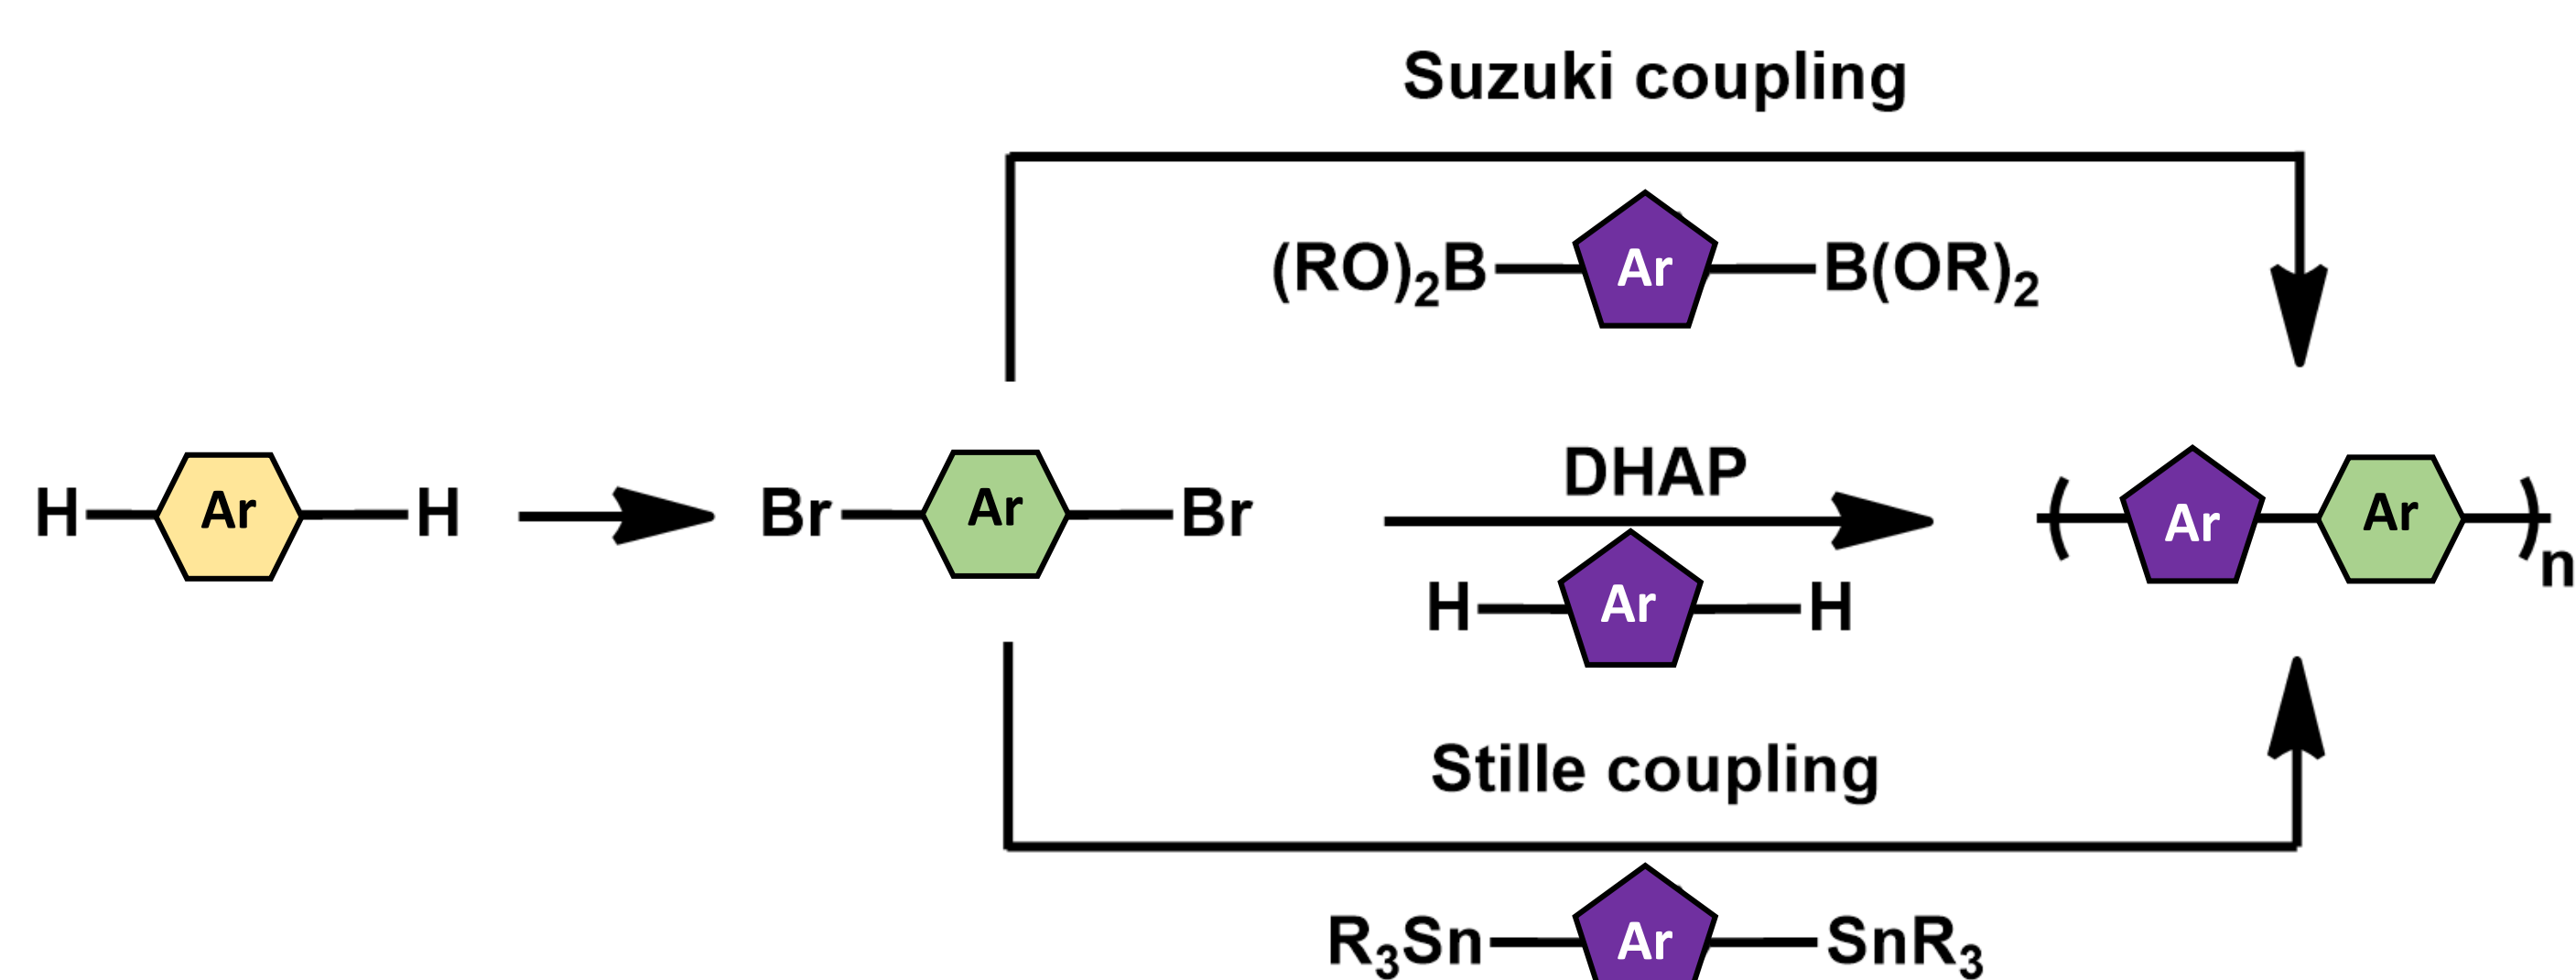 Suzuki coupling
(RO)₂B Ar B(OR)₂
DHAP
H Ar H Br Ar Br ( Ar Ar )n
H Ar H
Stille coupling
R₃Sn Ar SnR₃